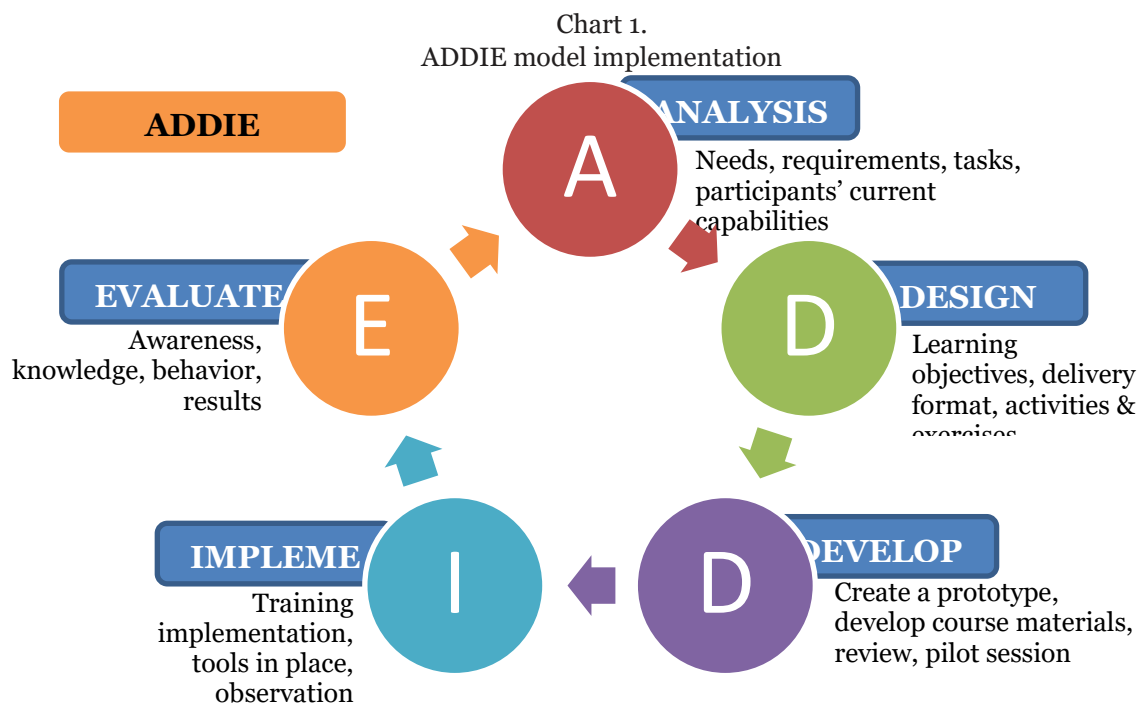 Chart 1.
ADDIE model implementation
ADDIE
A
ANALYSIS
Needs, requirements, tasks,
participants' current
capabilities
D
DESIGN
Learning
objectives, delivery
format, activities &
exercises
D
DEVELOP
Create a prototype,
develop course materials,
review, pilot session
I
IMPLEME
Training
implementation,
tools in place,
observation
E
EVALUATE
Awareness,
knowledge, behavior,
results